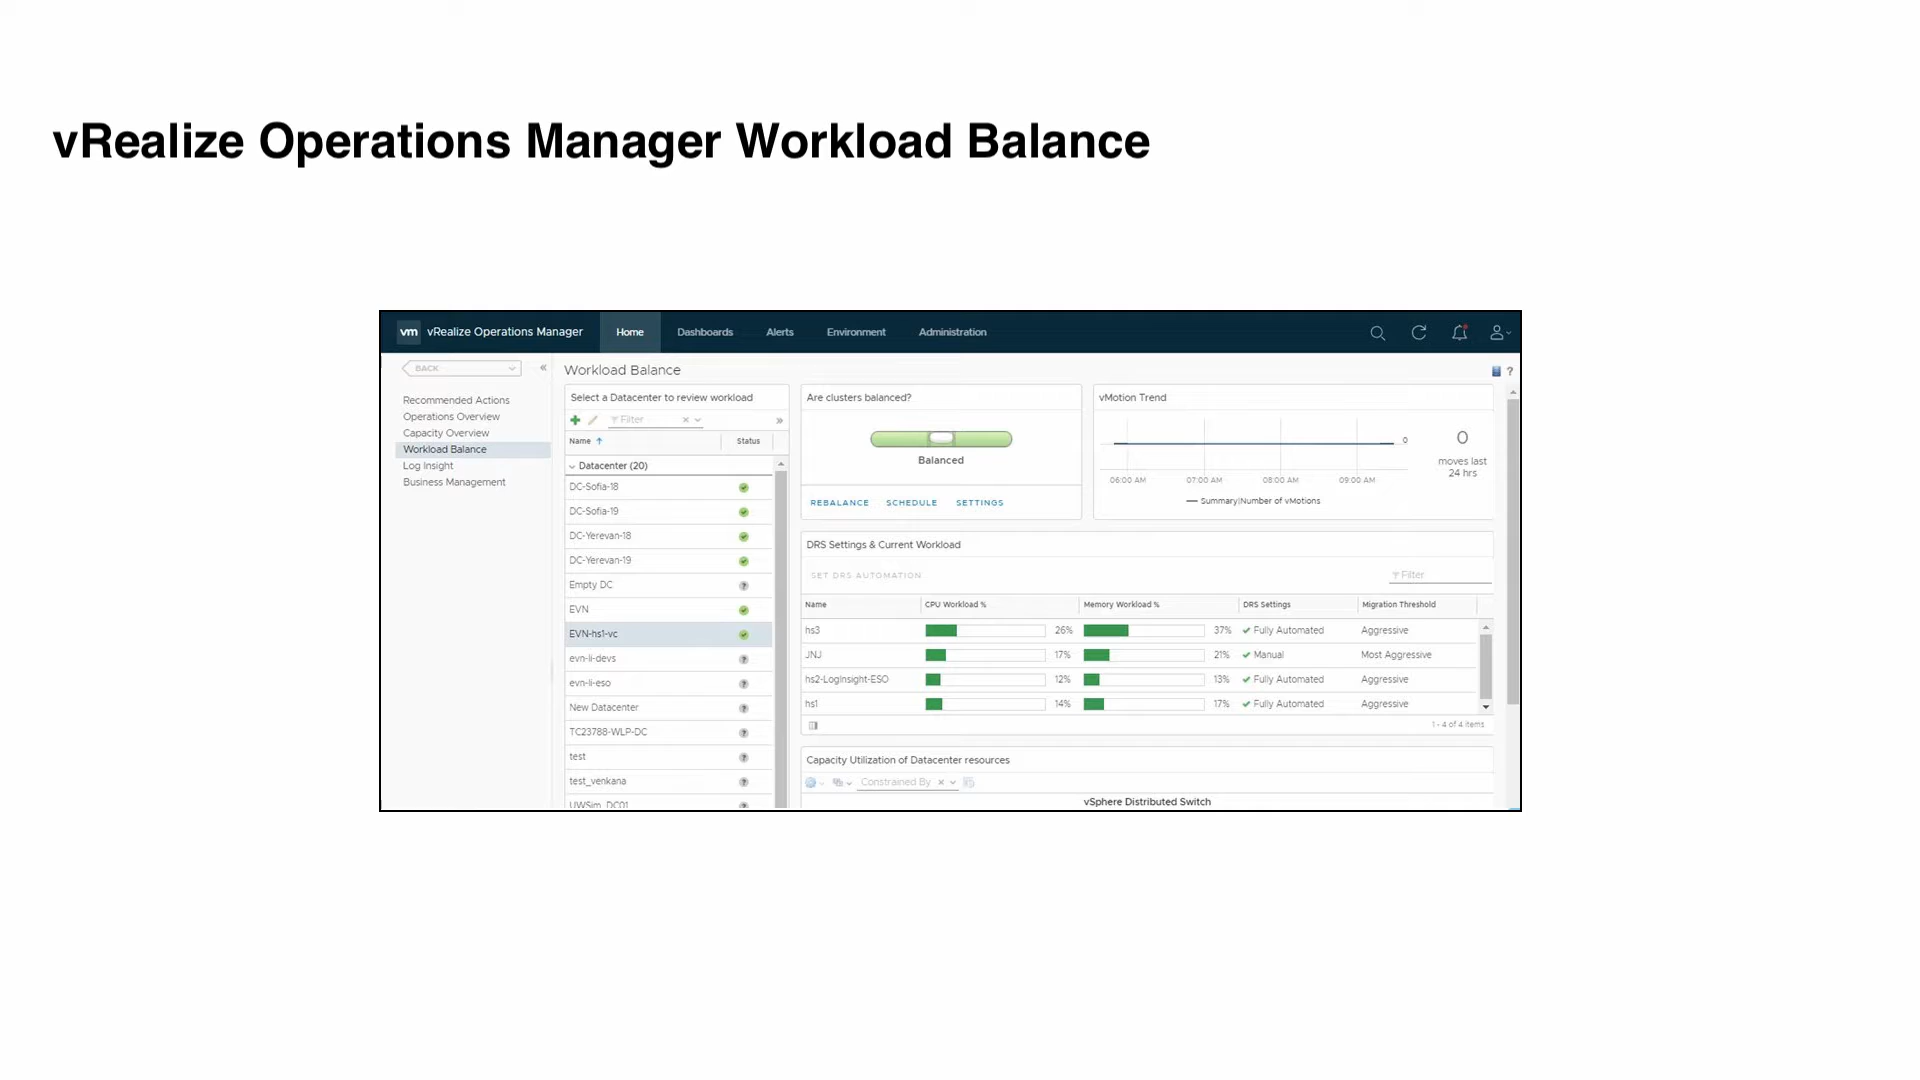 vRealize Operations Manager Workload Balance
vm vRealize Operations Manager Home Dashboards Alerts Environment Administration
BACK
Recommended Actions
Operations Overview
Capacity Overview
Workload Balance
Log Insight
Business Management
Workload Balance
Select a Datacenter to review workload
Filter
Name Status
Datacenter (20)
DC-Sofia-18
DC-Sofia-19
DC-Yerevan-18
DC-Yerevan-19
Empty DC
EVN
EVN-hs1-vc
evn-li-devs
evn-li-eso
New Datacenter
TC23788-WLP-DC
test
test_venkana
UWSim_DC01
Are clusters balanced?
Balanced
REBALANCE SCHEDULE SETTINGS
vMotion Trend
0
06:00 AM 07:00 AM 08:00 AM 09:00 AM
Summary|Number of vMotions
0
moves last
24 hrs
DRS Settings & Current Workload
SET DRS AUTOMATION Filter
Name CPU Workload % Memory Workload % DRS Settings Migration Threshold
hs3 26% 37% Fully Automated Aggressive
JNJ 17% 21% Manual Most Aggressive
hs2-LogInsight-ESO 12% 13% Fully Automated Aggressive
hs1 14% 17% Fully Automated Aggressive
1 - 4 of 4 items
Capacity Utilization of Datacenter resources
Constrained By
vSphere Distributed Switch